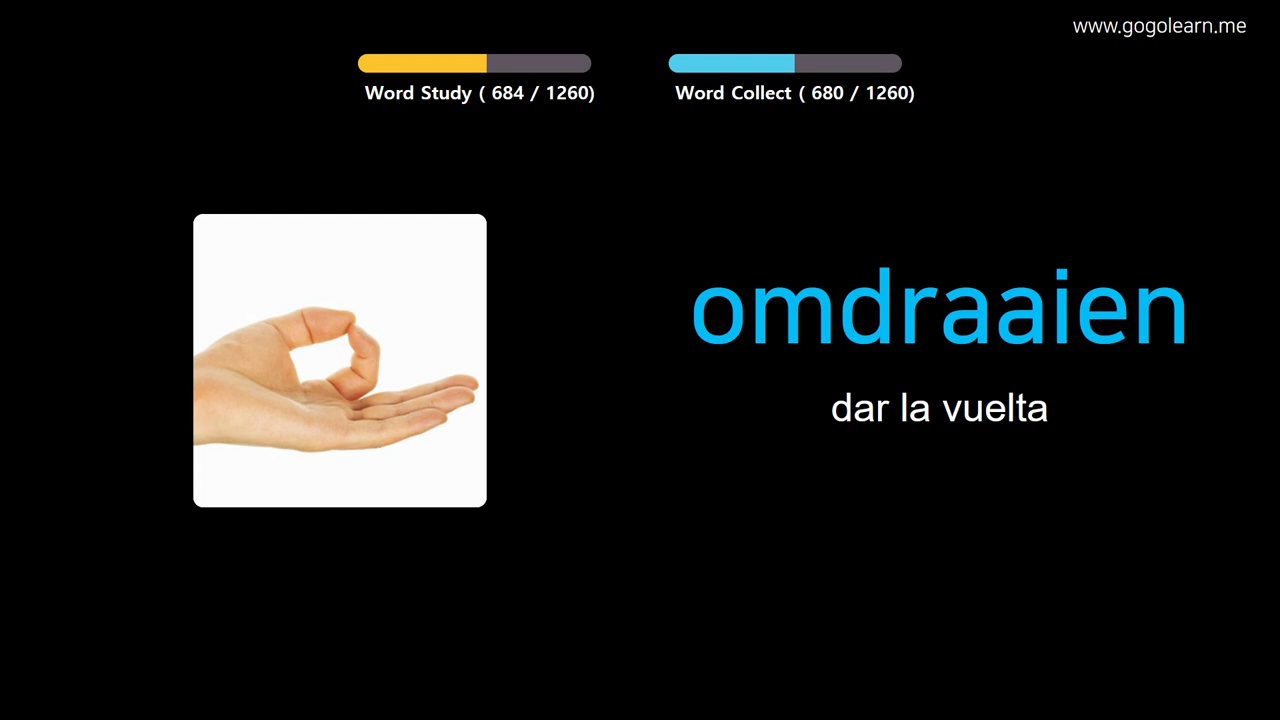 www.gogolearn.me
Word Study ( 684 / 1260)
Word Collect ( 680 / 1260)
omdraaien
dar la vuelta